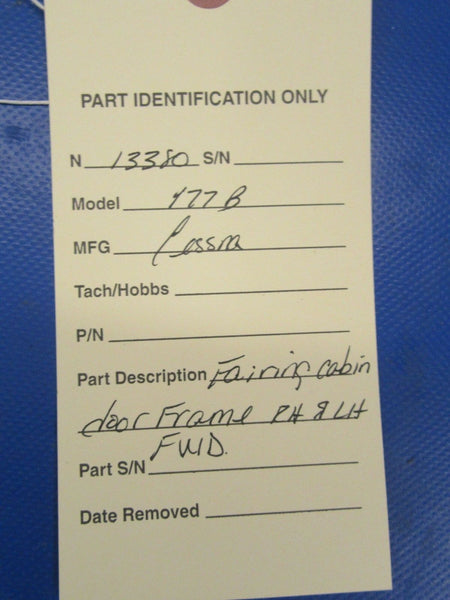 PART IDENTIFICATION ONLY
N 13380 S/N
Model 177B
MFG Cessna
Tach/Hobbs
P/N
Part Description Fairing cabin
door Frame RH & LH
FWD.
Part S/N
Date Removed